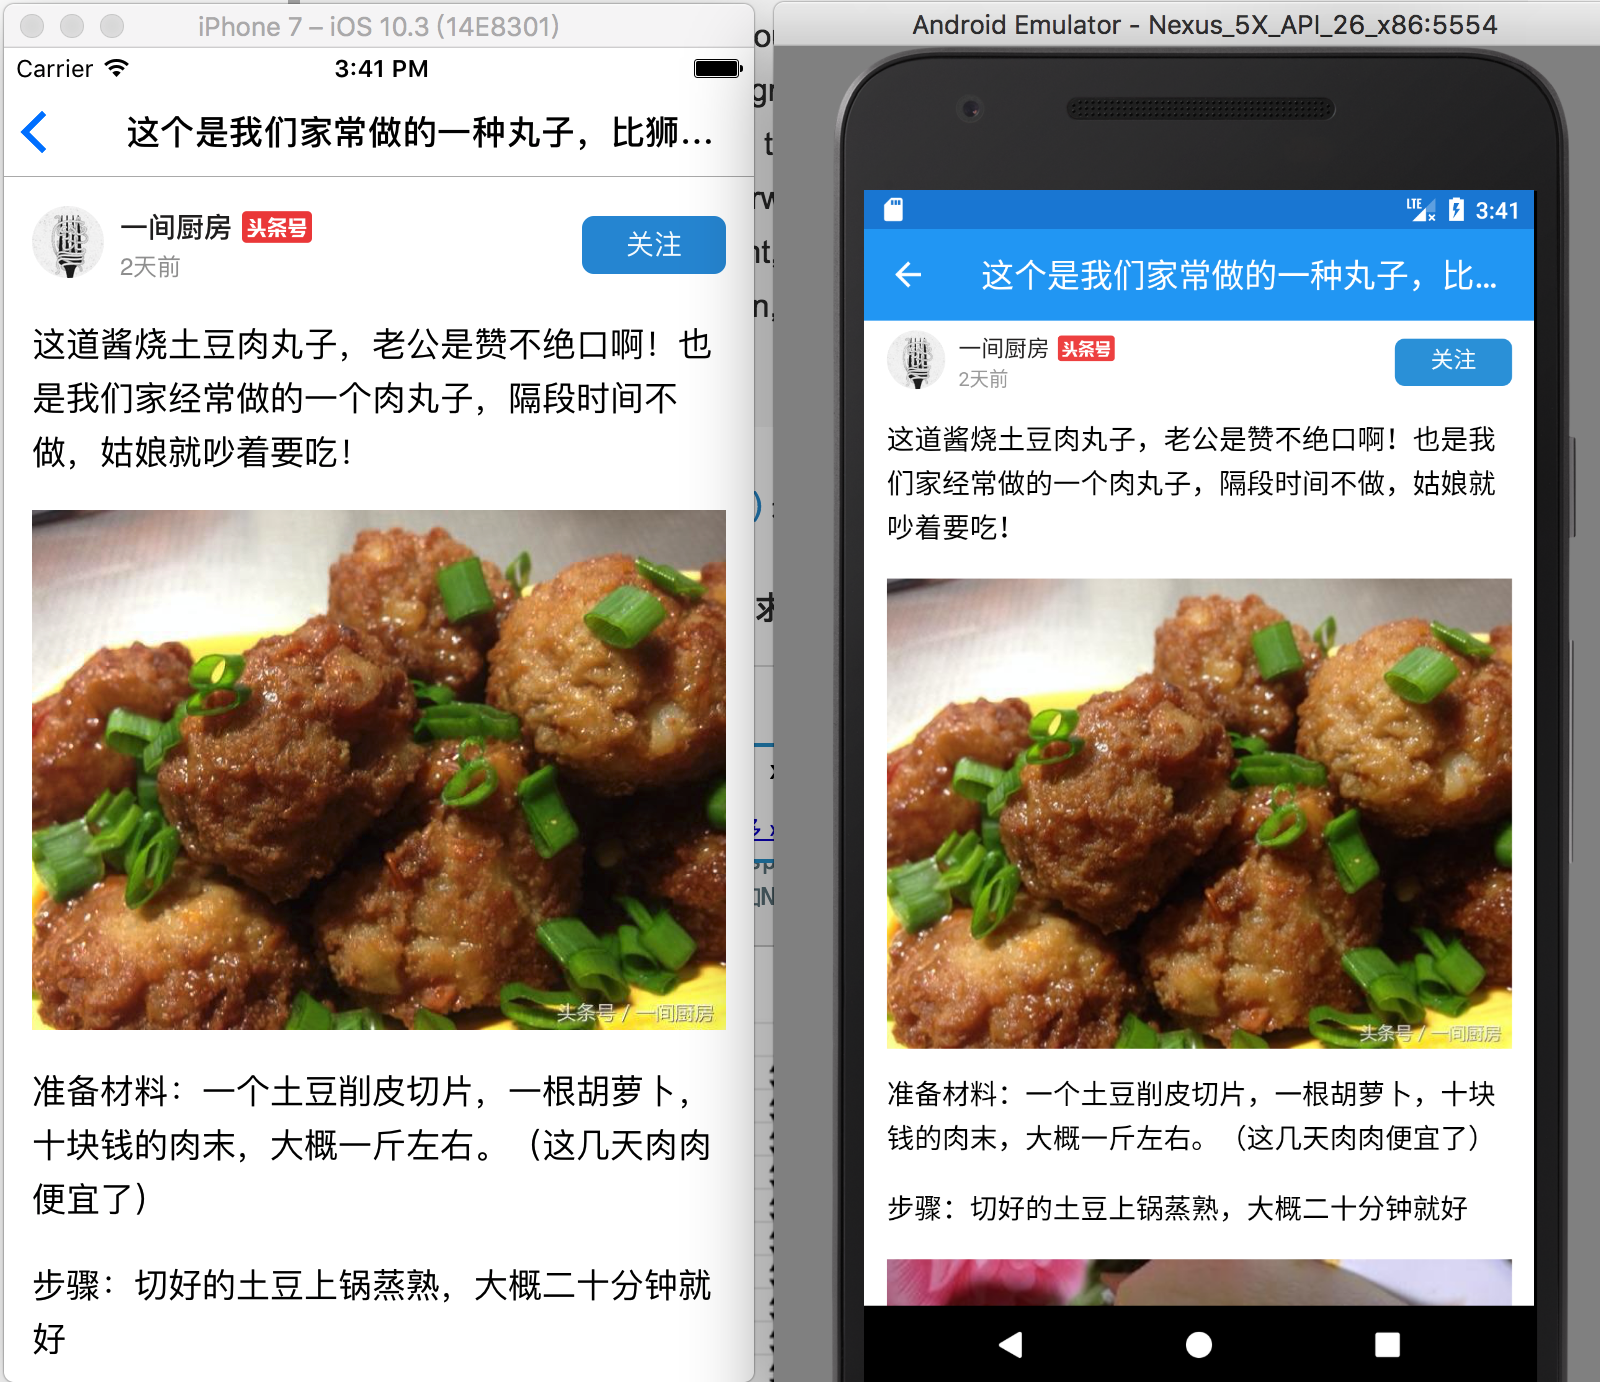 iPhone 7 – iOS 10.3 (14E8301)
Carrier
3:41 PM
这个是我们家常做的一种丸子，比狮...
一间厨房 头条号
2天前
关注
这道酱烧土豆肉丸子，老公是赞不绝口啊！也
是我们家经常做的一个肉丸子，隔段时间不
做，姑娘就吵着要吃！
头条号 / 一间厨房
准备材料：一个土豆削皮切片，一根胡萝卜，
十块钱的肉末，大概一斤左右。（这几天肉肉
便宜了）
步骤：切好的土豆上锅蒸熟，大概二十分钟就
好
Android Emulator - Nexus_5X_API_26_x86:5554
LTE 3:41
这个是我们家常做的一种丸子，比...
一间厨房 头条号
2天前
关注
这道酱烧土豆肉丸子，老公是赞不绝口啊！也是我
们家经常做的一个肉丸子，隔段时间不做，姑娘就
吵着要吃！
头条号 / 一间厨房
准备材料：一个土豆削皮切片，一根胡萝卜，十块
钱的肉末，大概一斤左右。（这几天肉肉便宜了）
步骤：切好的土豆上锅蒸熟，大概二十分钟就好